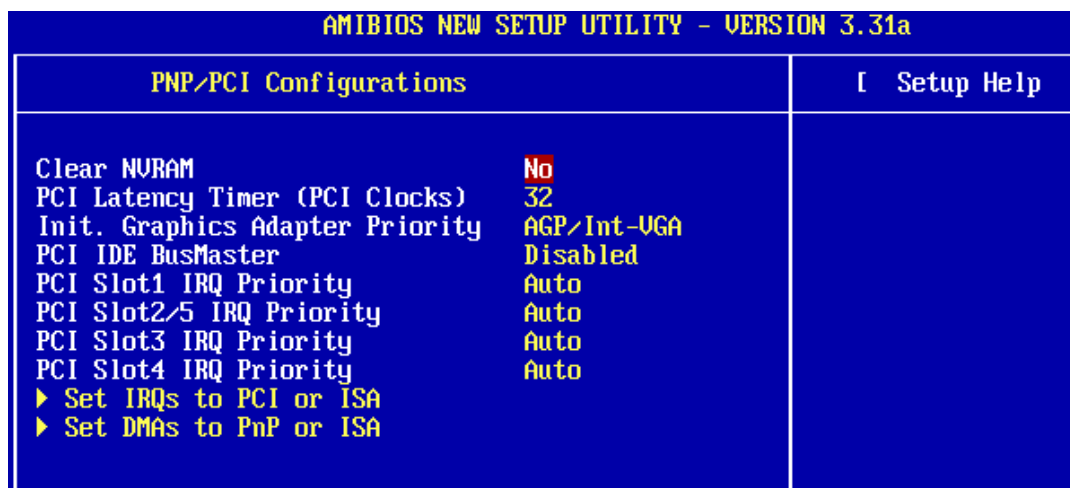 AMIBIOS NEW SETUP UTILITY - VERSION 3.31a
PNP/PCI Configurations
[ Setup Help
Clear NVRAM No
PCI Latency Timer (PCI Clocks) 32
Init. Graphics Adapter Priority AGP/Int-VGA
PCI IDE BusMaster Disabled
PCI Slot1 IRQ Priority Auto
PCI Slot2/5 IRQ Priority Auto
PCI Slot3 IRQ Priority Auto
PCI Slot4 IRQ Priority Auto
▶ Set IRQs to PCI or ISA
▶ Set DMAs to PnP or ISA